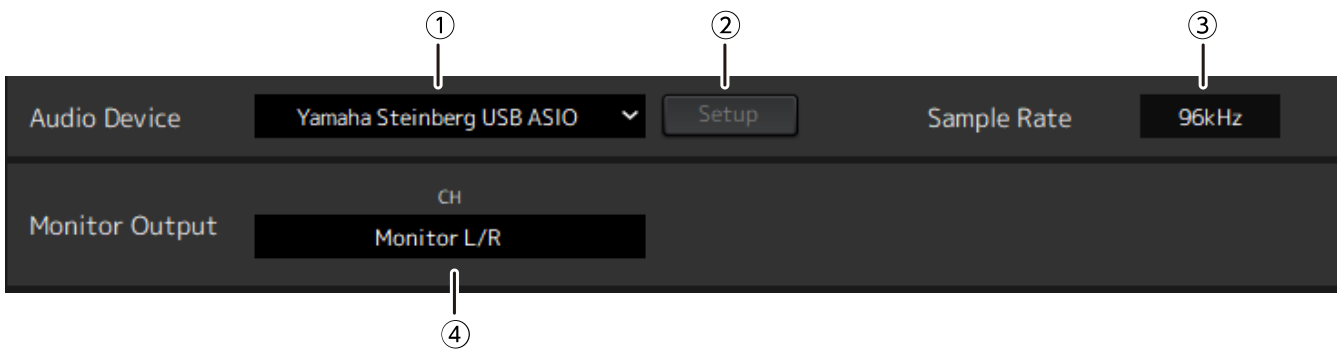 ① ② ③
Audio Device Yamaha Steinberg USB ASIO Setup Sample Rate 96kHz
CH
Monitor Output Monitor L/R
④